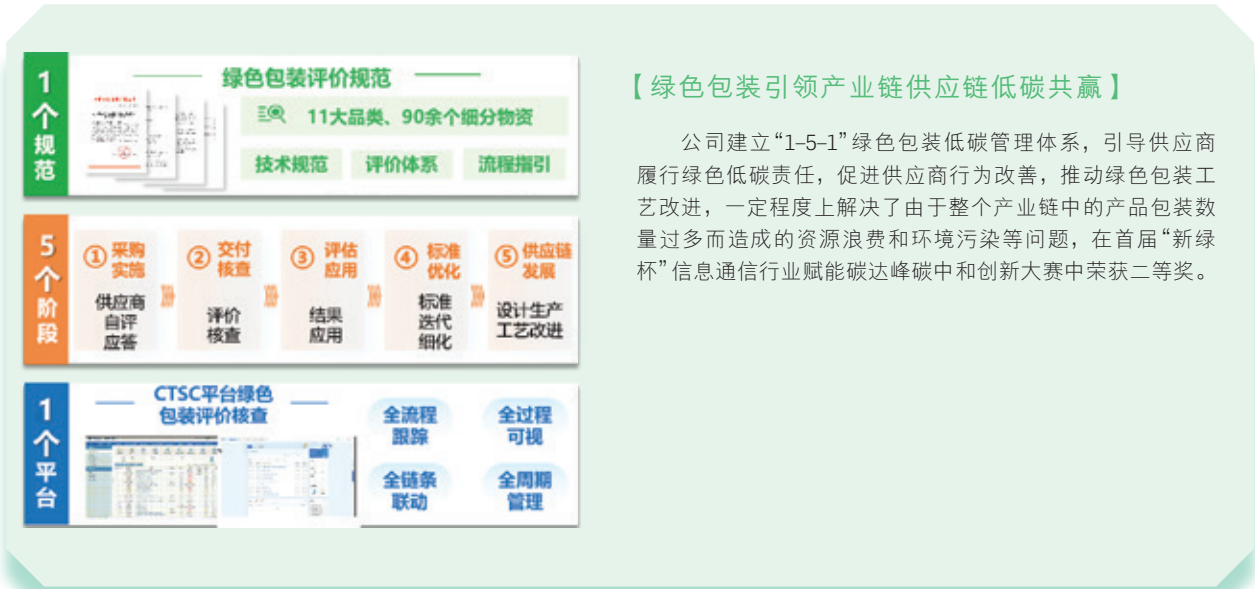 1个规范
绿色包装评价规范
11大品类、90余个细分物资
技术规范 评价体系 流程指引
5个阶段
① 采购实施
供应商自评应答
② 交付核查
评价核查
③ 评估应用
结果应用
④ 标准优化
标准迭代细化
⑤ 供应链发展
设计生产工艺改进
1个平台
CTSC平台绿色
包装评价核查
全流程跟踪
全过程可视
全链条联动
全周期管理
【绿色包装引领产业链供应链低碳共赢】
公司建立“1–5–1”绿色包装低碳管理体系，引导供应商
履行绿色低碳责任，促进供应商行为改善，推动绿色包装工
艺改进，一定程度上解决了由于整个产业链中的产品包装数
量过多而造成的资源浪费和环境污染等问题，在首届“新绿
杯”信息通信行业赋能碳达峰碳中和创新大赛中荣获二等奖。